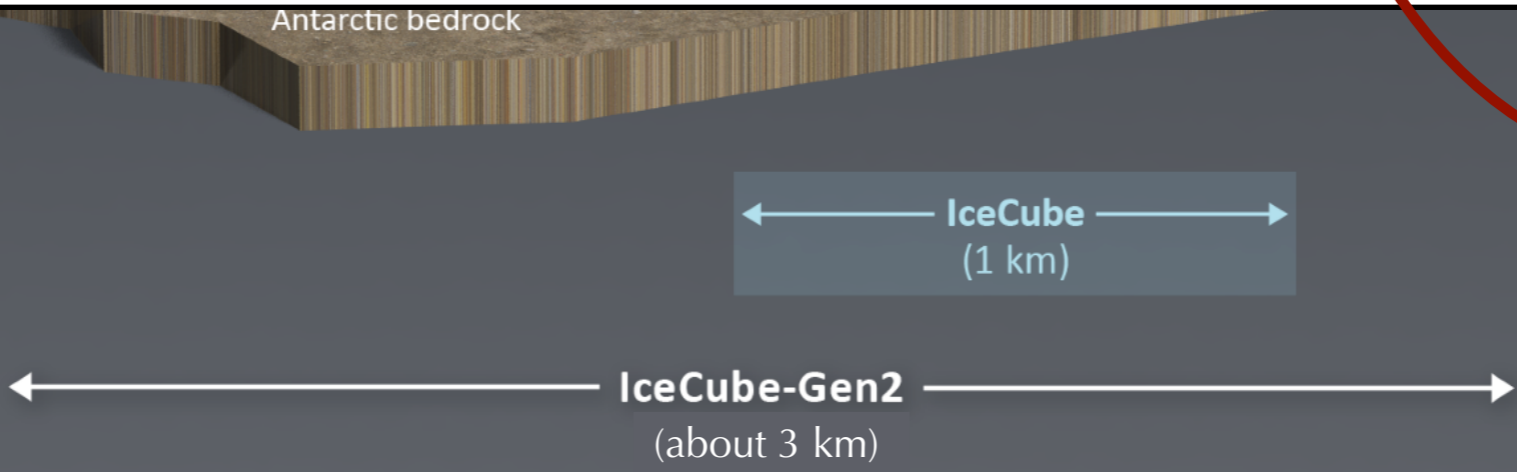 Antarctic bedrock
IceCube
(1 km)
IceCube-Gen2
(about 3 km)